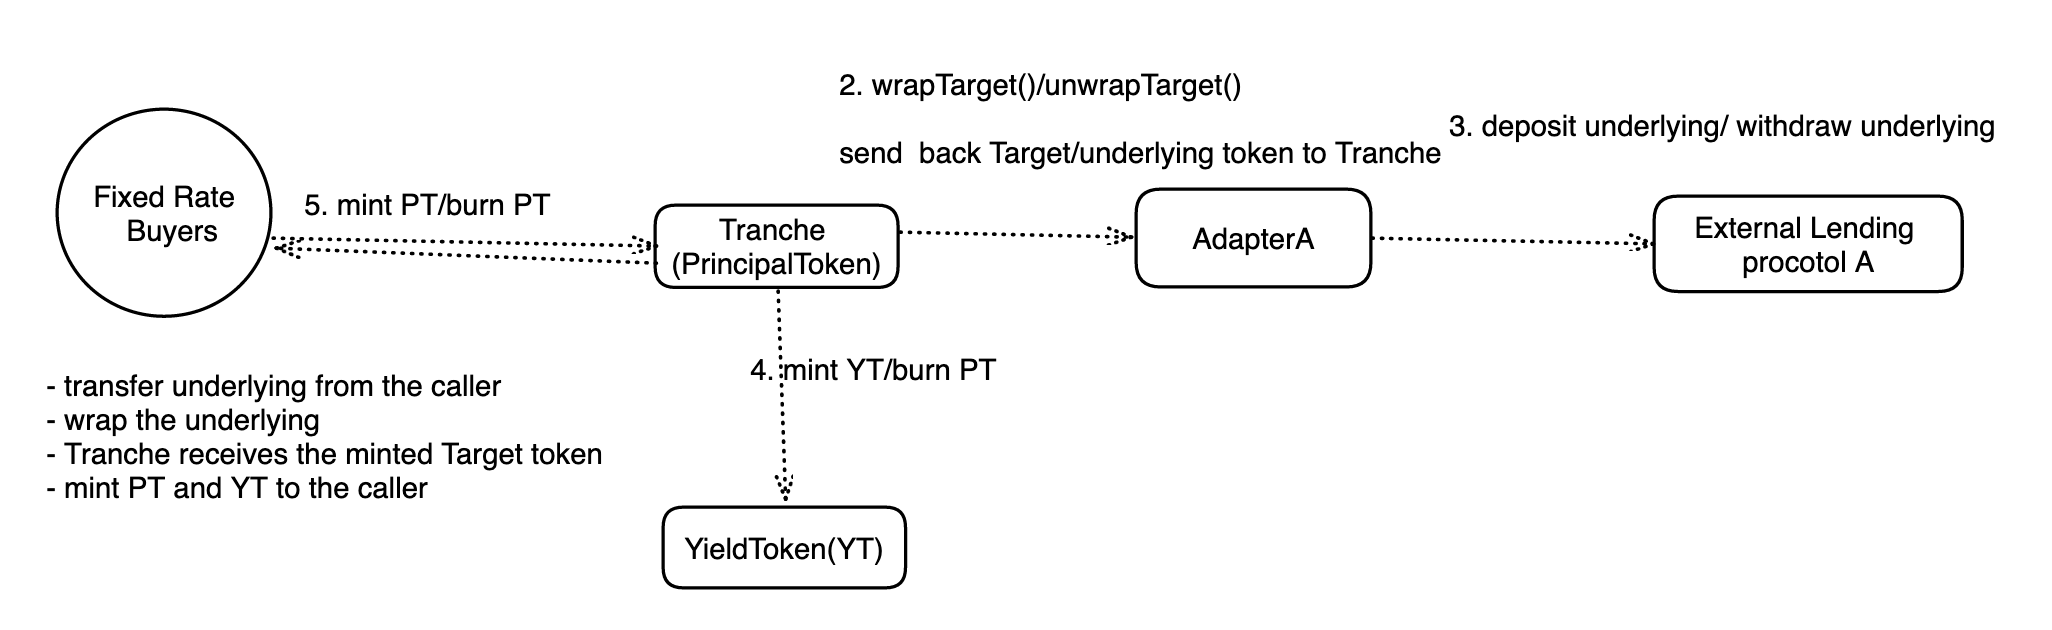 2. wrapTarget()/unwrapTarget()
send  back Target/underlying token to Tranche
3. deposit underlying/ withdraw underlying
Fixed Rate
Buyers
5. mint PT/burn PT
Tranche
(PrincipalToken)
AdapterA
External Lending
procotol A
4. mint YT/burn PT
- transfer underlying from the caller
- wrap the underlying
- Tranche receives the minted Target token
- mint PT and YT to the caller
YieldToken(YT)